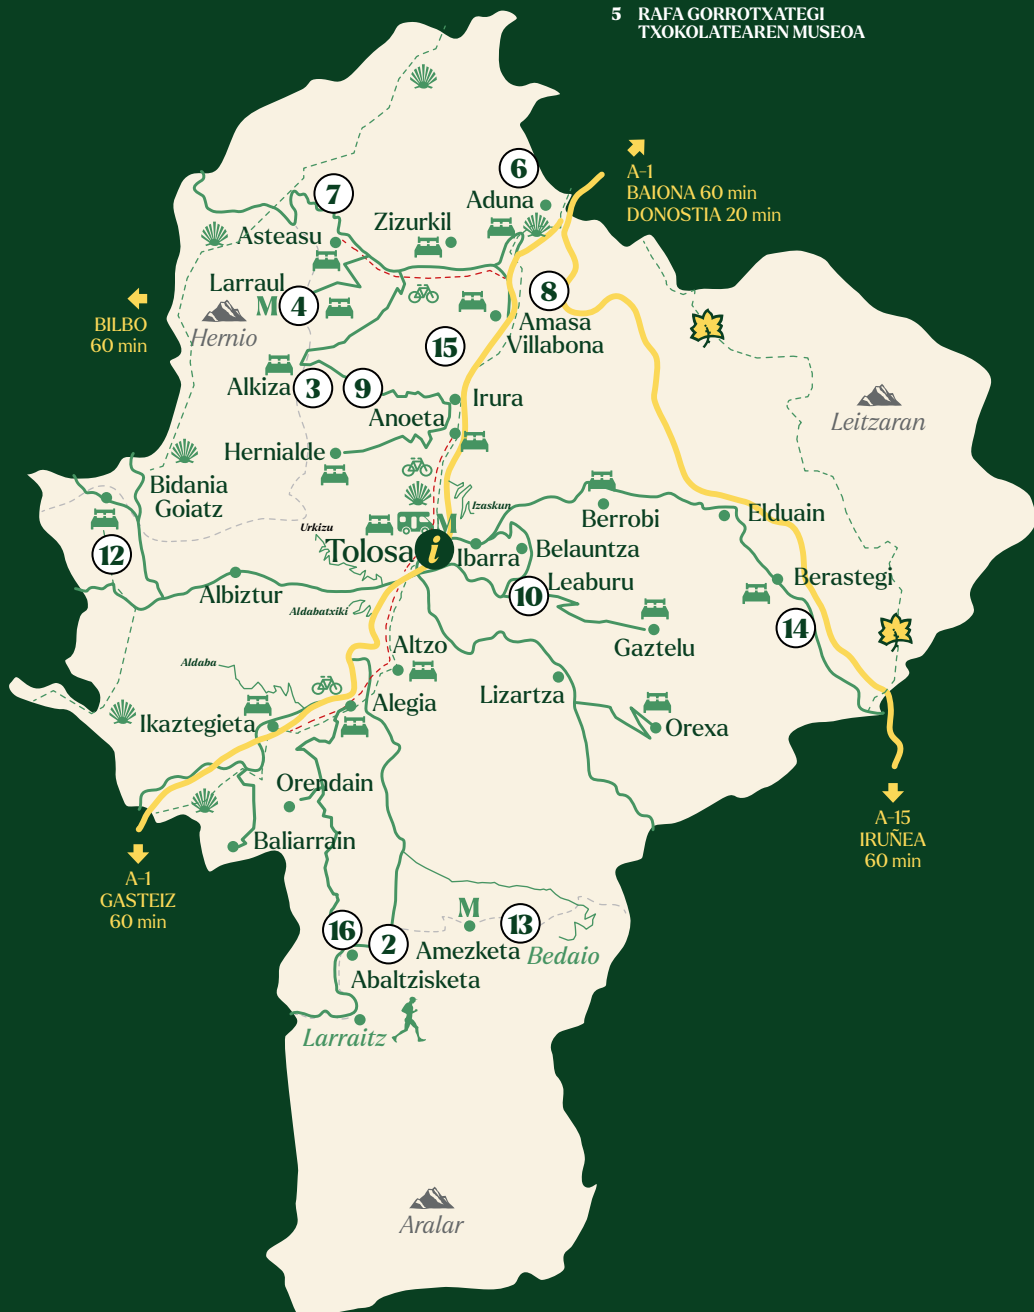 5 RAFA GORROTXATEGI
TXOKOLATEAREN MUSEOA
A-1
BAIONA 60 min
DONOSTIA 20 min
6
7
Aduna
Zizurkil
Asteasu
Larraul
M
4
8
BILBO
60 min
Hernio
15
Amasa
Villabona
Alkiza
3
9
Irura
Anoeta
Leitzaran
Hernialde
Bidania
Goiatz
Izaskun
Berrobi
Elduain
Urkizu
M
Tolosa
i
Ibarra
Belauntza
12
Albiztur
10
Leaburu
Berastegi
Aldabatxiki
14
Gaztelu
Altzo
Aldaba
Lizartza
Alegia
Ikaztegieta
Orexa
Orendain
Baliarrain
A-15
IRUÑEA
60 min
A-1
GASTEIZ
60 min
M
16
2
13
Amezketa
Bedaio
Abaltzisketa
Larraitz
Aralar